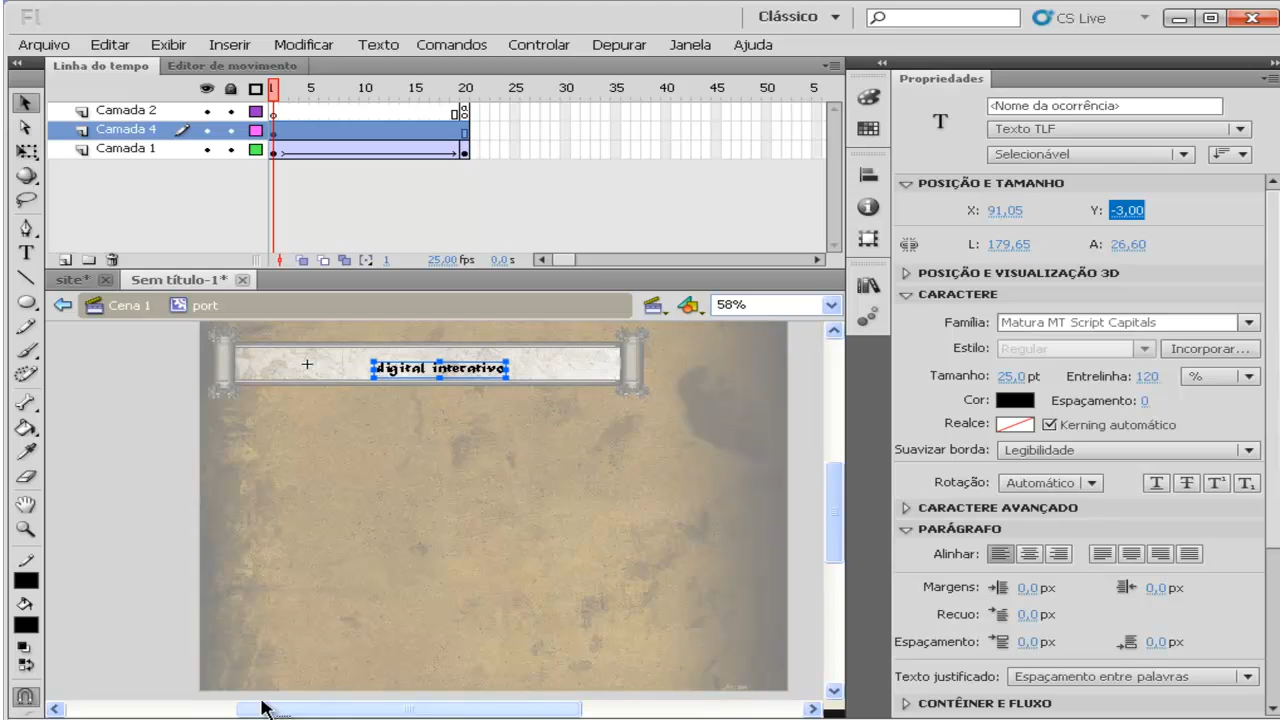 Fl
Clássico
CS Live
Arquivo Editar Exibir Inserir Modificar Texto Comandos Controlar Depurar Janela Ajuda
Linha do tempo Editor de movimento
1 5 10 15 20 25 30 35 40 45 50 5
Camada 2
Camada 4
Camada 1
1 25,00 fps 0,0 s
site* Sem título-1*
Cena 1 port 58%
digital interativo
Propriedades
<Nome da ocorrência>
T
Texto TLF
Selecionável
POSIÇÃO E TAMANHO
X: 91,05 Y: -3,00
L: 179,65 A: 26,60
POSIÇÃO E VISUALIZAÇÃO 3D
CARACTERE
Família: Matura MT Script Capitals
Estilo: Regular Incorporar...
Tamanho: 25,0 pt Entrelinha: 120 %
Cor: Espaçamento: 0
Realce: Kerning automático
Suavizar borda: Legibilidade
Rotação: Automático T T T¹ T₁
CARACTERE AVANÇADO
PARÁGRAFO
Alinhar:
Margens: 0,0 px 0,0 px
Recuo: 0,0 px
Espaçamento: 0,0 px 0,0 px
Texto justificado: Espaçamento entre palavras
CONTÊINER E FLUXO